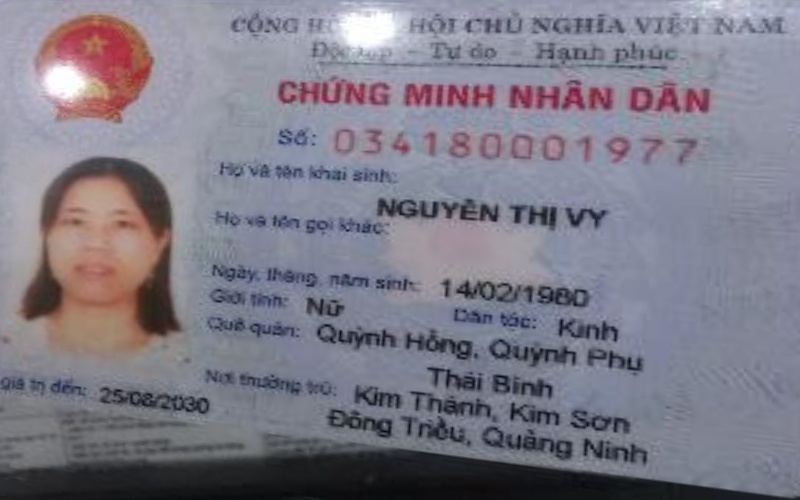 CỘNG HỘI CHỦ NGHĨA VIỆT NAM
Độc lập - Tự do - Hạnh phúc
CHỨNG MINH NHÂN DÂN
Số: 034180001977
Họ và tên khai sinh:
NGUYỄN THỊ VY
Họ và tên gọi khác:
Ngày, tháng, năm sinh: 14/02/1980
Giới tính: Nữ Dân tộc: Kinh
Quê quán: Quỳnh Hồng, Quỳnh Phụ
Thái Bình
giá trị đến: 25/08/2030
Nơi thường trú: Kim Thành, Kim Sơn
Đông Triều, Quảng Ninh